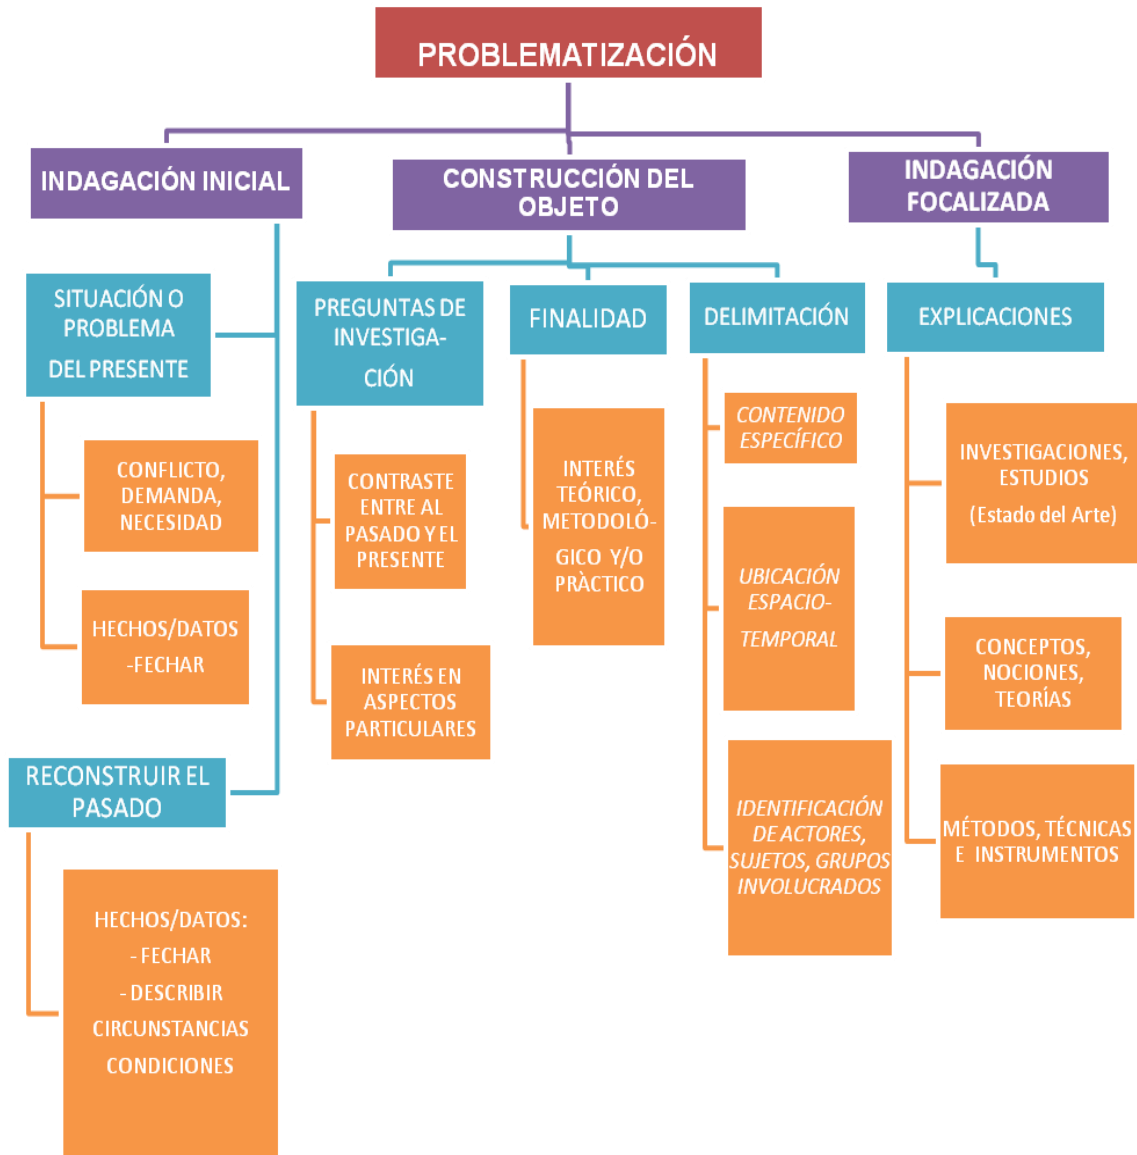 PROBLEMATIZACIÓN
INDAGACIÓN INICIAL
CONSTRUCCIÓN DEL
OBJETO
INDAGACIÓN
FOCALIZADA
SITUACIÓN O
PROBLEMA
DEL PRESENTE
PREGUNTAS DE
INVESTIGA-
CIÓN
FINALIDAD
DELIMITACIÓN
EXPLICACIONES
CONFLICTO,
DEMANDA,
NECESIDAD
HECHOS/DATOS
-FECHAR
CONTRASTE
ENTRE AL
PASADO Y EL
PRESENTE
INTERÉS EN
ASPECTOS
PARTICULARES
INTERÉS
TEÓRICO,
METODOLÓ-
GICO Y/O
PRÀCTICO
CONTENIDO
ESPECÍFICO
UBICACIÓN
ESPACIO-
TEMPORAL
IDENTIFICACIÓN
DE ACTORES,
SUJETOS, GRUPOS
INVOLUCRADOS
INVESTIGACIONES,
ESTUDIOS
(Estado del Arte)
CONCEPTOS,
NOCIONES,
TEORÍAS
MÉTODOS, TÉCNICAS
E INSTRUMENTOS
RECONSTRUIR EL
PASADO
HECHOS/DATOS:
- FECHAR
- DESCRIBIR
CIRCUNSTANCIAS
CONDICIONES